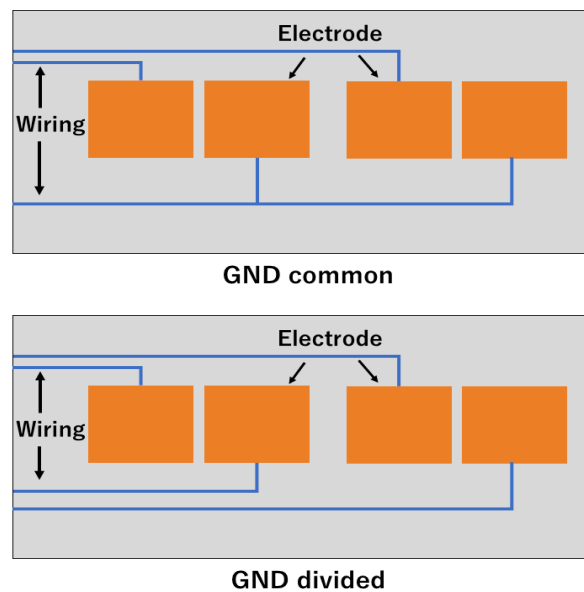 Electrode
Wiring
GND common
Electrode
Wiring
GND divided